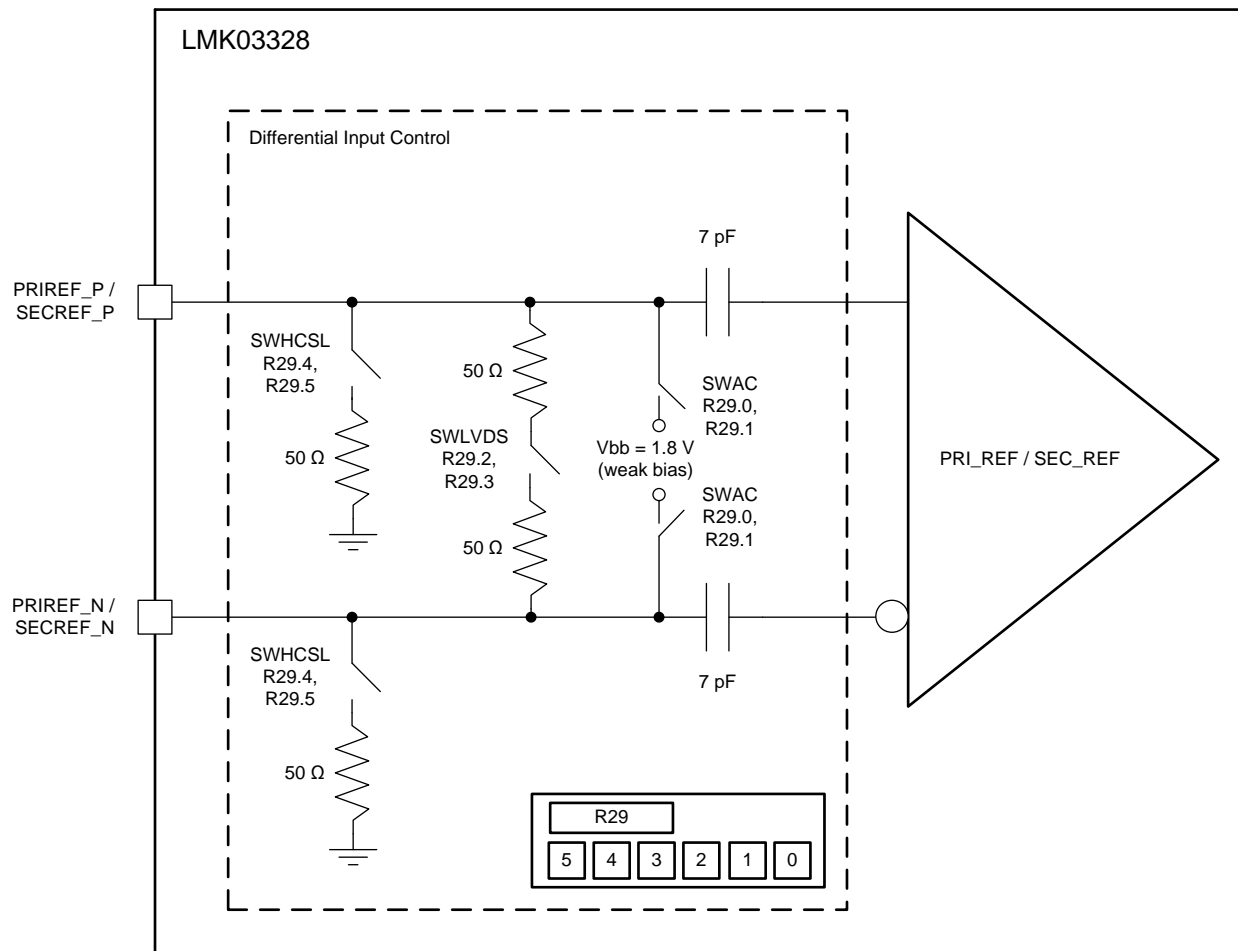 LMK03328
Differential Input Control
7 pF
PRIREF_P /
SECREF_P
SWHCSL
R29.4,
R29.5
50 Ω
50 Ω
SWLVDS
R29.2,
R29.3
50 Ω
SWAC
R29.0,
R29.1
Vbb = 1.8 V
(weak bias)
SWAC
R29.0,
R29.1
PRI_REF / SEC_REF
PRIREF_N /
SECREF_N
SWHCSL
R29.4,
R29.5
50 Ω
7 pF
R29
5 4 3 2 1 0